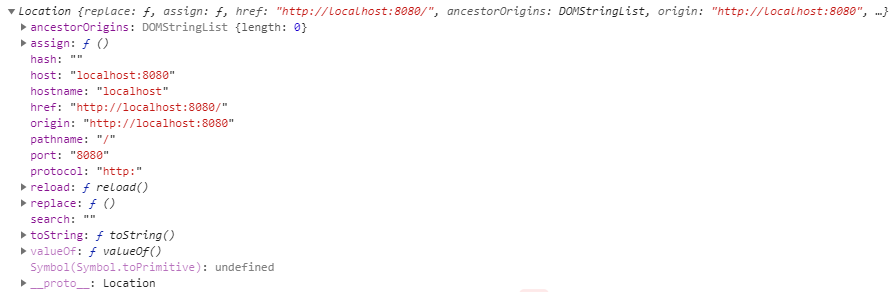 Location {replace: ƒ, assign: ƒ, href: "http://localhost:8080/", ancestorOrigins: DOMStringList, origin: "http://localhost:8080", …}
ancestorOrigins: DOMStringList {length: 0}
assign: ƒ ()
hash: ""
host: "localhost:8080"
hostname: "localhost"
href: "http://localhost:8080/"
origin: "http://localhost:8080"
pathname: "/"
port: "8080"
protocol: "http:"
reload: ƒ reload()
replace: ƒ ()
search: ""
toString: ƒ toString()
valueOf: ƒ valueOf()
Symbol(Symbol.toPrimitive): undefined
__proto__: Location